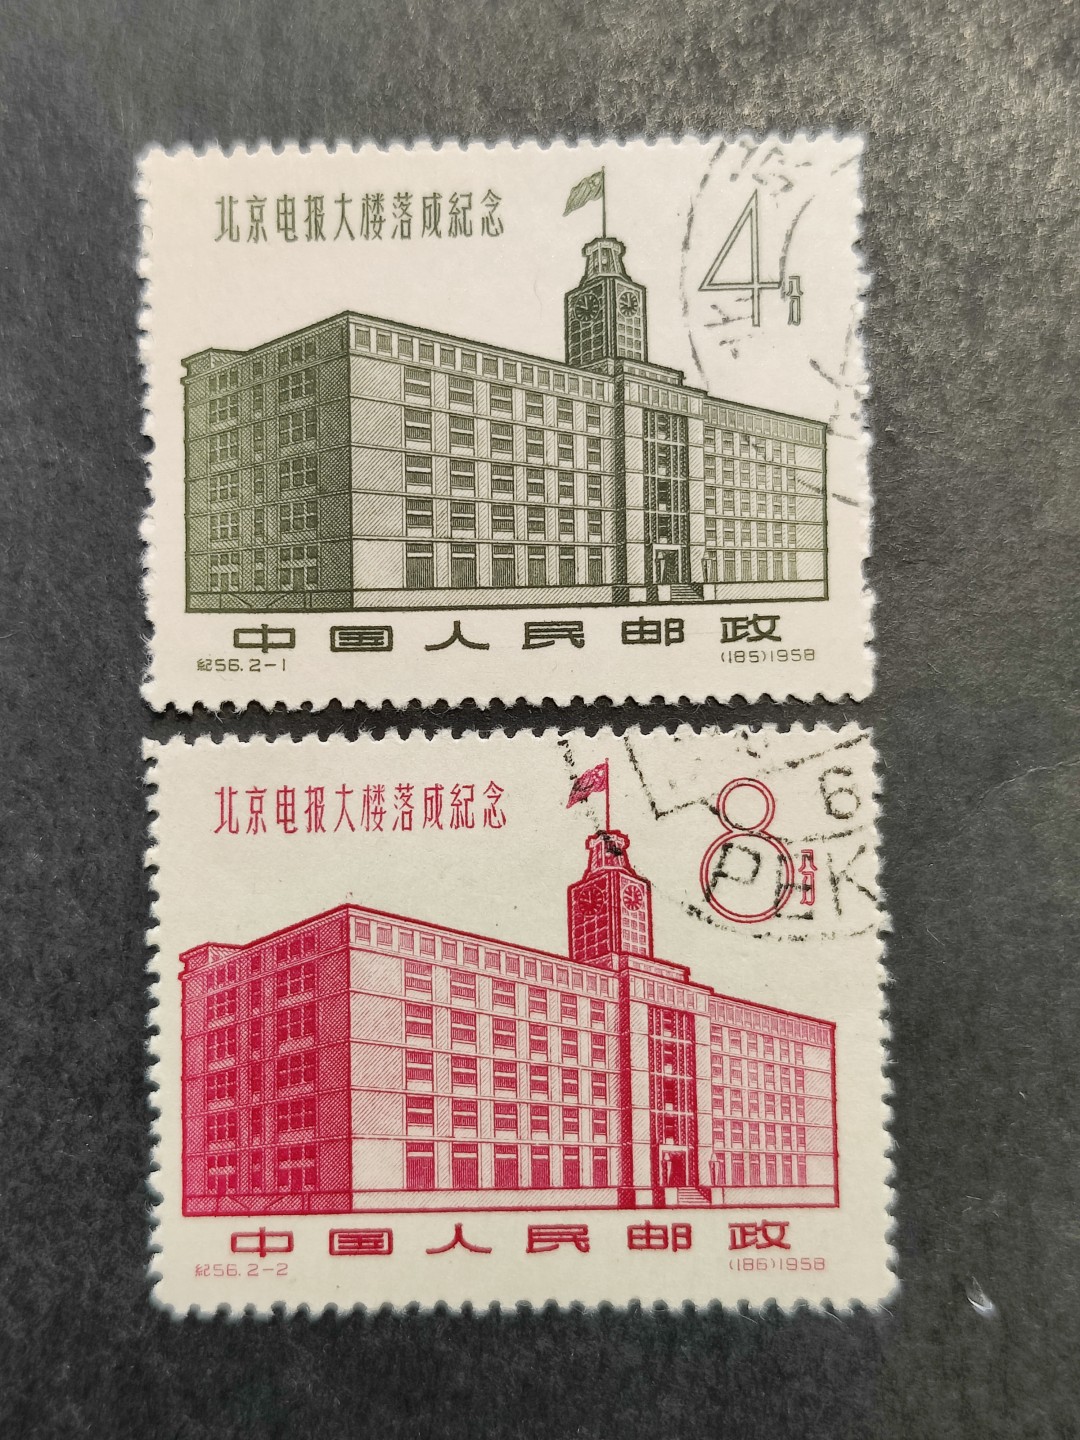 北京电报大楼落成紀念
4分
中国人民邮政
紀56.2-1
(185)1958
北京电报大楼落成紀念
6
8分
PEK
中国人民邮政
紀56.2-2
(186)1958